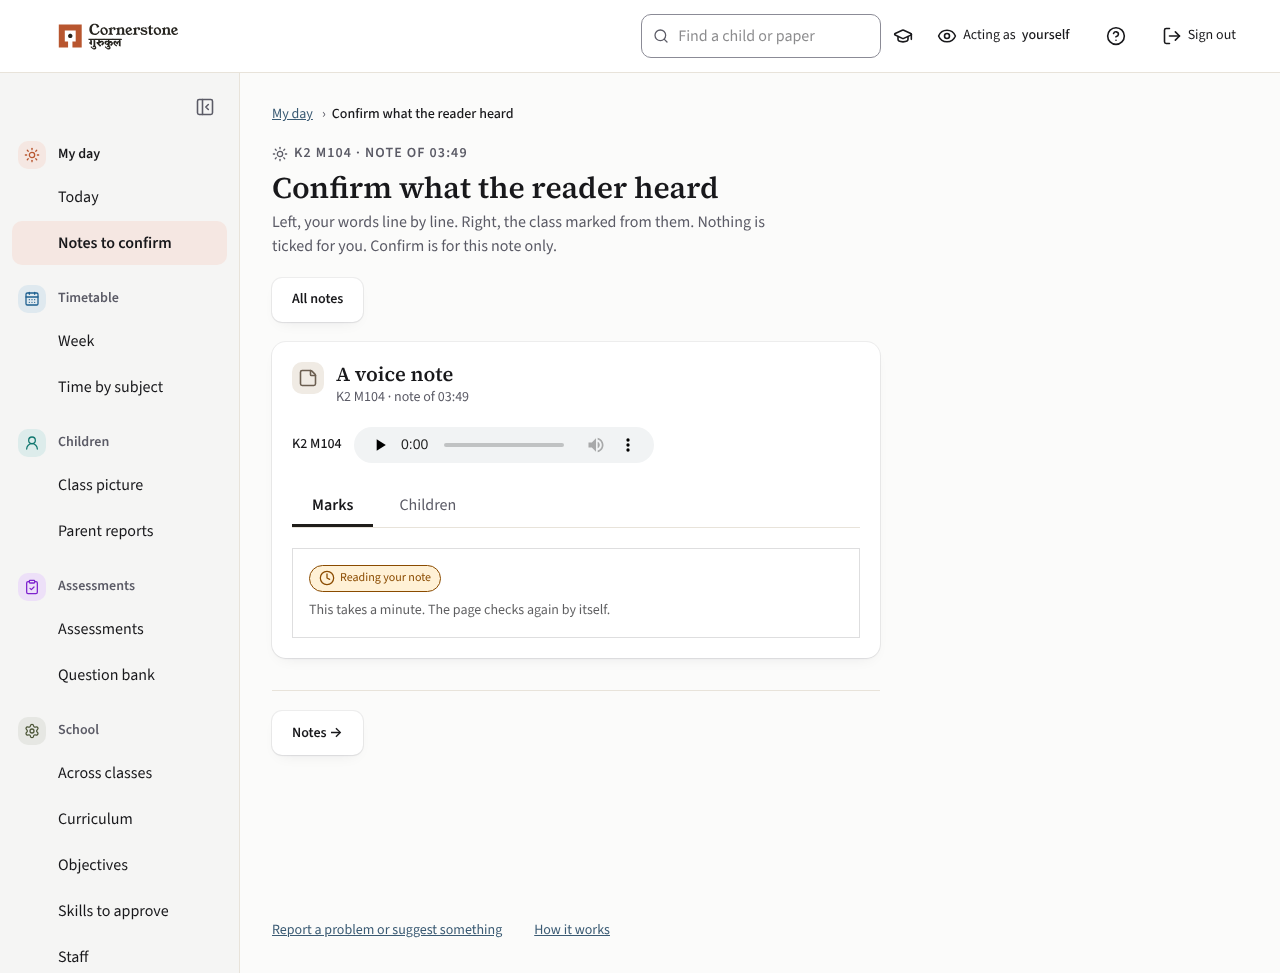 Cornerstone
गुरुकुल
Find a child or paper
Acting as yourself
Sign out
My day
Today
Notes to confirm
Timetable
Week
Time by subject
Children
Class picture
Parent reports
Assessments
Assessments
Question bank
School
Across classes
Curriculum
Objectives
Skills to approve
Staff
My day › Confirm what the reader heard
K2 M104 · NOTE OF 03:49
Confirm what the reader heard
Left, your words line by line. Right, the class marked from them. Nothing is
ticked for you. Confirm is for this note only.
All notes
A voice note
K2 M104 · note of 03:49
K2 M104
0:00
Marks
Children
Reading your note
This takes a minute. The page checks again by itself.
Notes →
Report a problem or suggest something
How it works